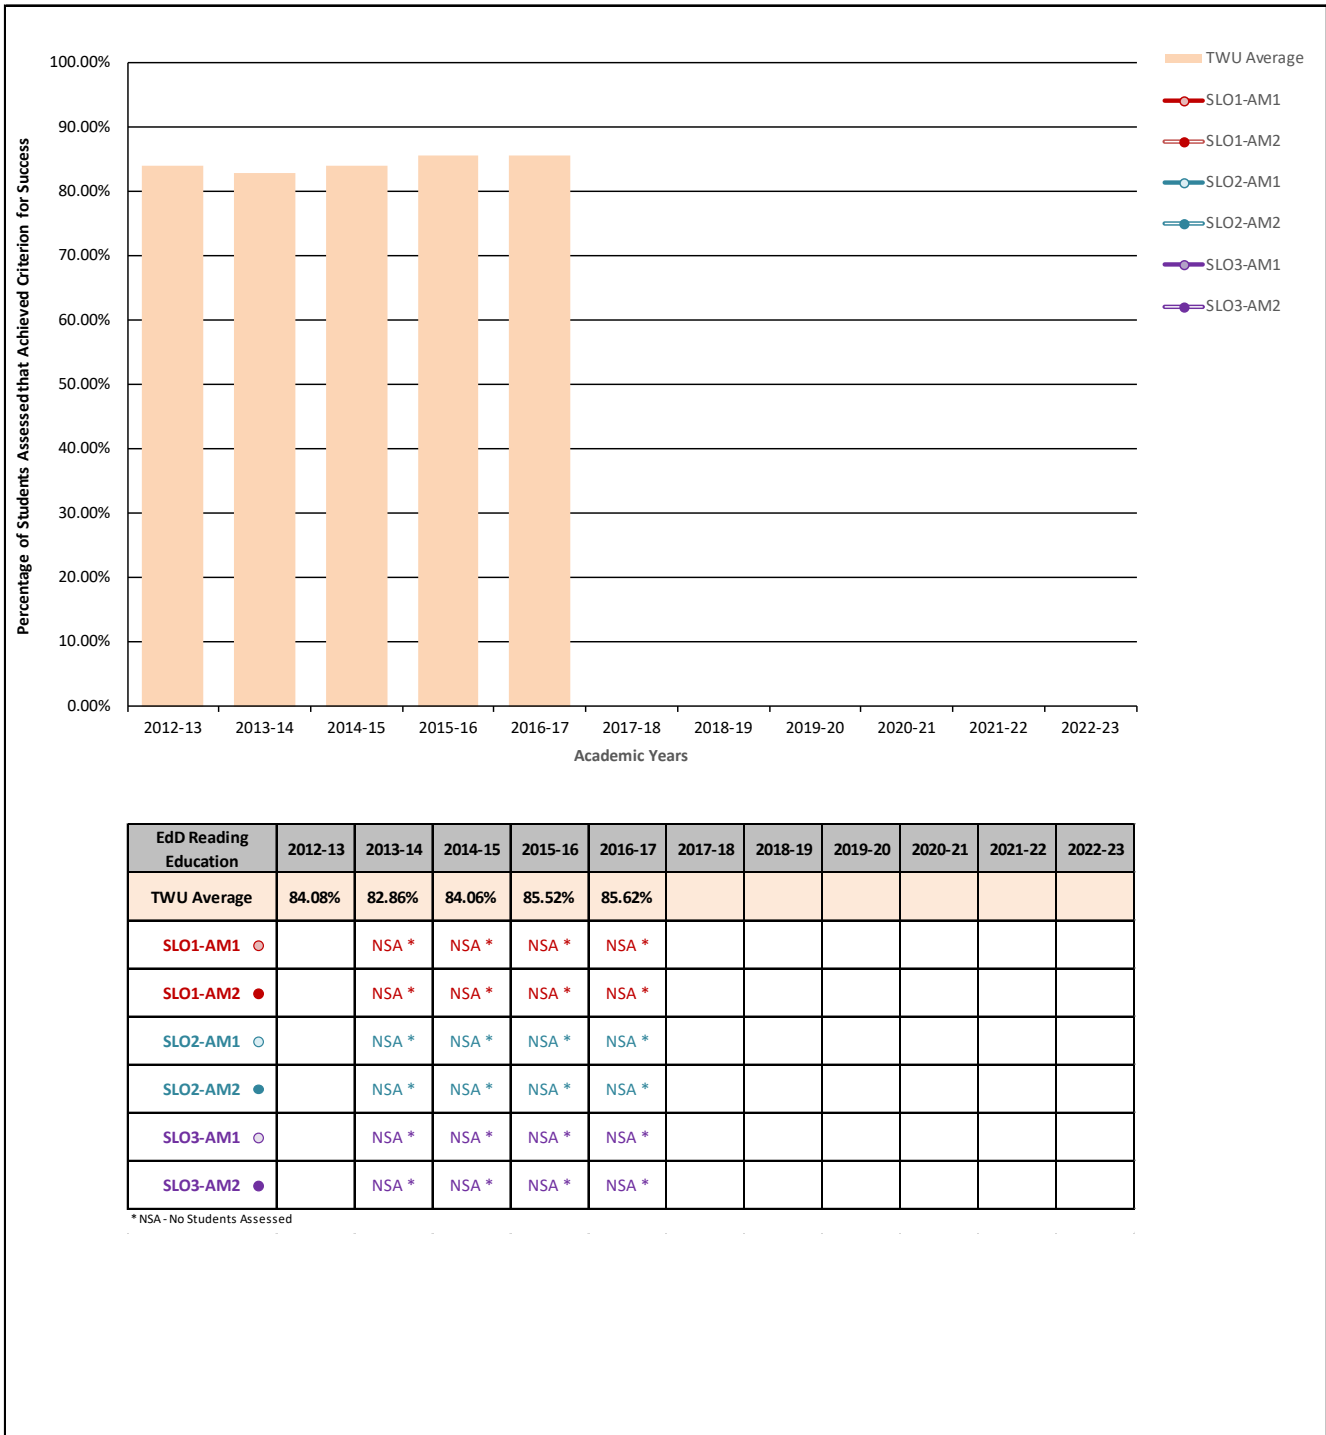 100.00%
90.00%
80.00%
70.00%
60.00%
50.00%
40.00%
30.00%
20.00%
10.00%
0.00%
Percentage of Students Assessed that Achieved Criterion for Success
2012-13 2013-14 2014-15 2015-16 2016-17 2017-18 2018-19 2019-20 2020-21 2021-22 2022-23
Academic Years
TWU Average
SLO1-AM1
SLO1-AM2
SLO2-AM1
SLO2-AM2
SLO3-AM1
SLO3-AM2
EdD Reading
Education 2012-13 2013-14 2014-15 2015-16 2016-17 2017-18 2018-19 2019-20 2020-21 2021-22 2022-23
TWU Average 84.08% 82.86% 84.06% 85.52% 85.62%
SLO1-AM1 NSA * NSA * NSA * NSA *
SLO1-AM2 NSA * NSA * NSA * NSA *
SLO2-AM1 NSA * NSA * NSA * NSA *
SLO2-AM2 NSA * NSA * NSA * NSA *
SLO3-AM1 NSA * NSA * NSA * NSA *
SLO3-AM2 NSA * NSA * NSA * NSA *
* NSA - No Students Assessed